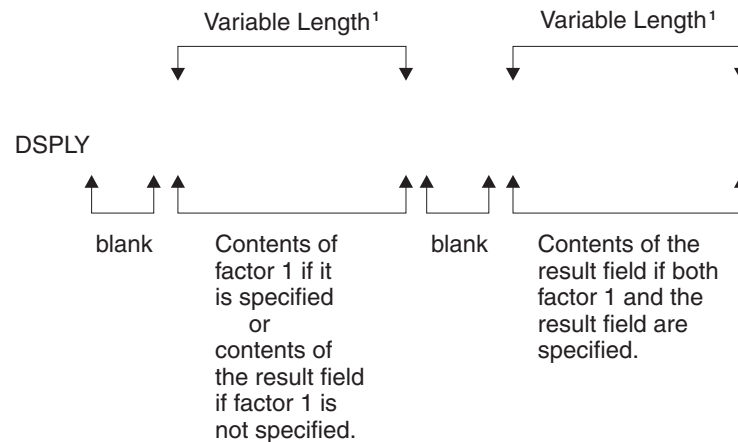 Variable Length¹ Variable Length¹
DSPLY
blank
Contents of
factor 1 if it
is specified
or
contents of
the result field
if factor 1 is
not specified.
blank
Contents of the
result field if both
factor 1 and the
result field are
specified.